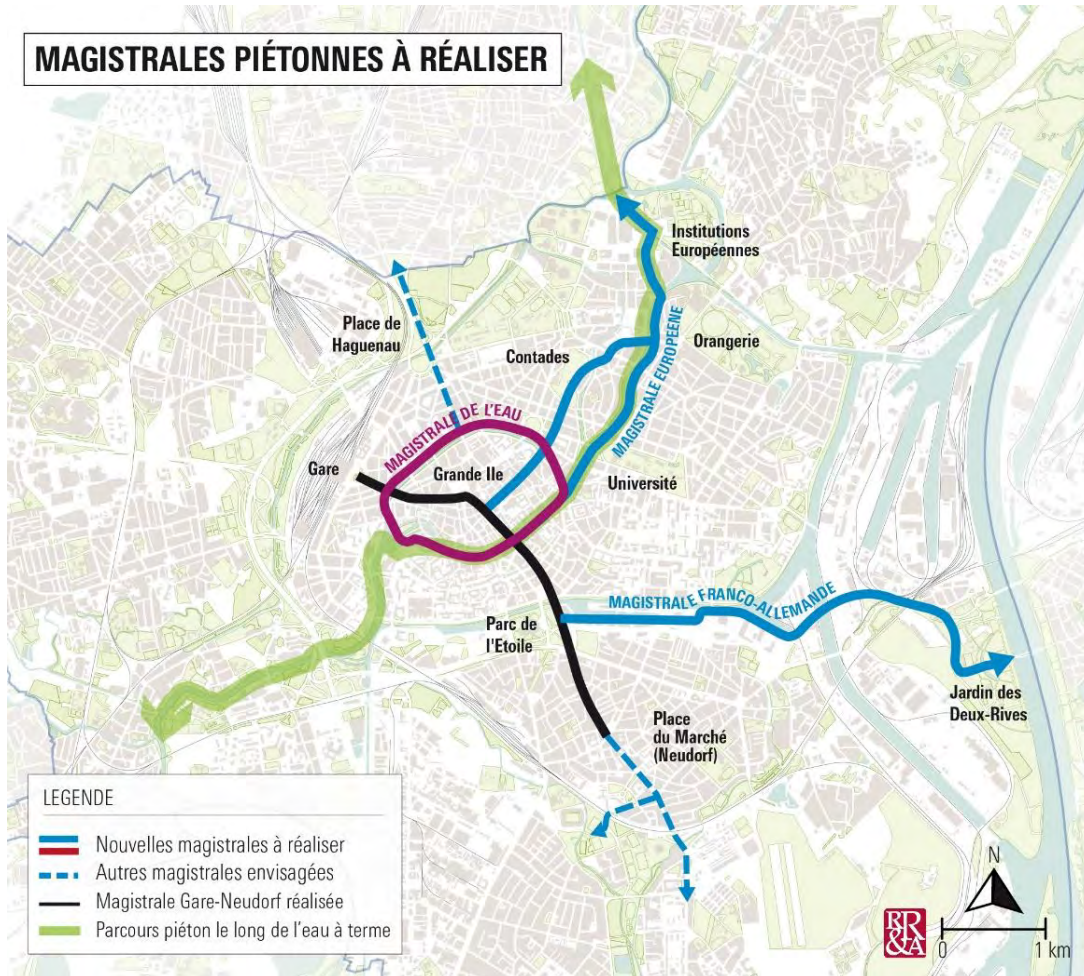 MAGISTRALES PIÉTONNES À RÉALISER
Institutions
Européennes
Place de
Haguenau
Contades
Orangerie
MAGISTRALE EUROPÉENE
MAGISTRALE DE L'EAU
Gare
Grande Ile
Université
MAGISTRALE FRANCO-ALLEMANDE
Parc de
l'Etoile
Jardin des
Deux-Rives
Place
du Marché
(Neudorf)
LEGENDE
Nouvelles magistrales à réaliser
Autres magistrales envisagées
Magistrale Gare-Neudorf réalisée
Parcours piéton le long de l'eau à terme
N
RR
&A
0
1 km